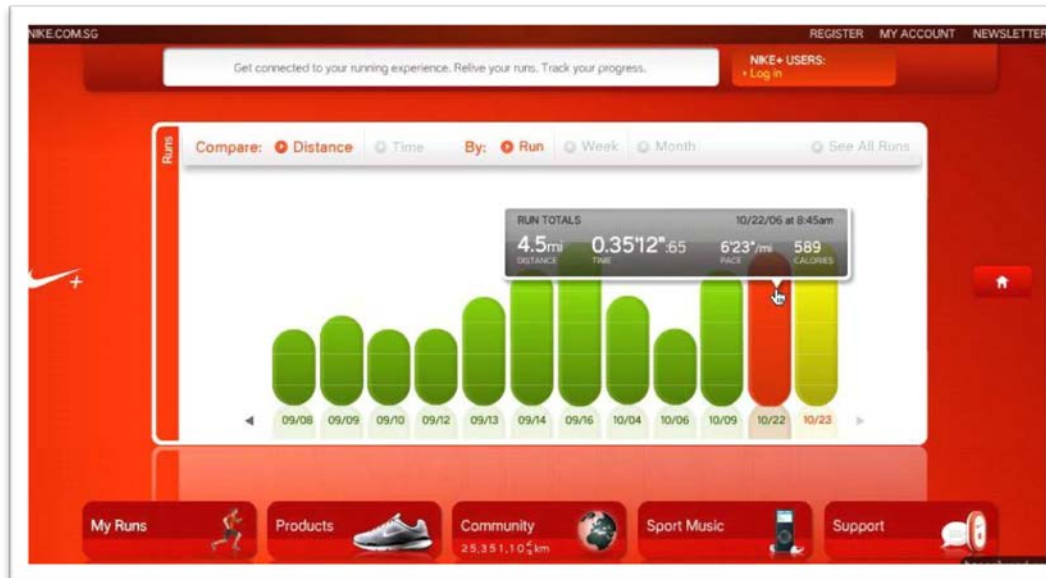 NIKE.COM.SG
REGISTER MY ACCOUNT NEWSLETTER
Get connected to your running experience. Relive your runs. Track your progress.
NIKE+ USERS:
Log in
Runs
Compare: Distance Time By: Run Week Month See All Runs
RUN TOTALS 10/22/06 at 8:45am
4.5mi 0.35'12":65 6'23"/mi 589
DISTANCE TIME PACE CALORIES
09/08 09/09 09/10 09/12 09/13 09/14 09/16 10/04 10/06 10/09 10/22 10/23
My Runs Products Community Sport Music Support